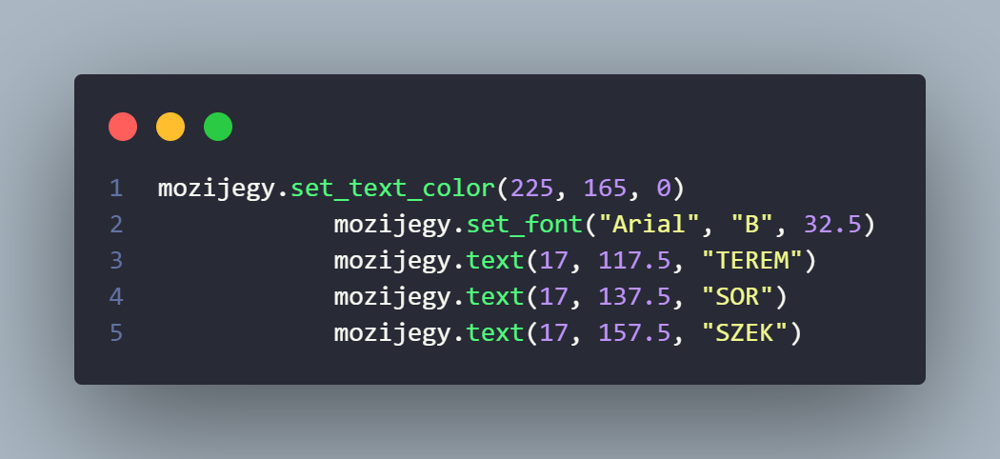 1 mozijegy.set_text_color(225, 165, 0)
2 mozijegy.set_font("Arial", "B", 32.5)
3 mozijegy.text(17, 117.5, "TEREM")
4 mozijegy.text(17, 137.5, "SOR")
5 mozijegy.text(17, 157.5, "SZEK")